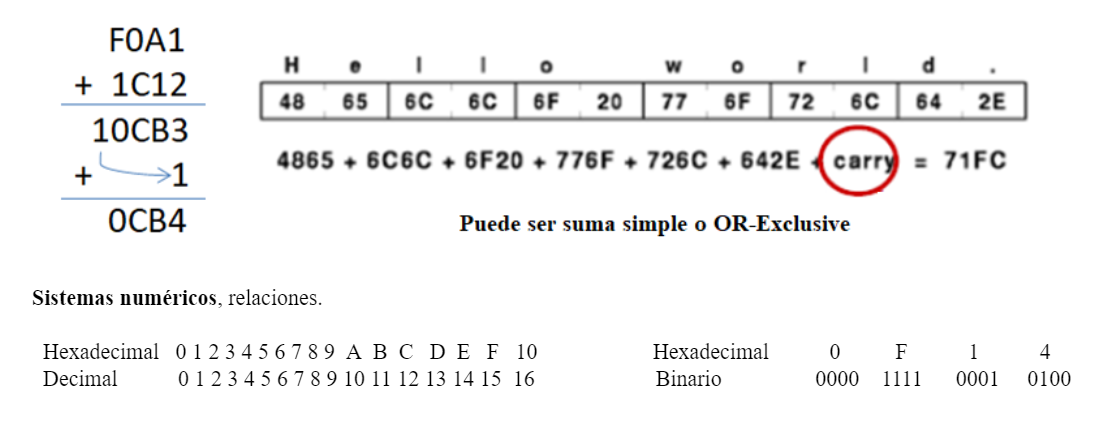 F0A1
+ 1C12
10CB3
+ 1
0CB4
H e l l o w o r l d .
48 65 6C 6C 6F 20 77 6F 72 6C 64 2E
4865 + 6C6C + 6F20 + 776F + 726C + 642E + carry = 71FC
Puede ser suma simple o OR-Exclusive
Sistemas numéricos, relaciones.
Hexadecimal 0 1 2 3 4 5 6 7 8 9 A B C D E F 10
Decimal 0 1 2 3 4 5 6 7 8 9 10 11 12 13 14 15 16
Hexadecimal 0 F 1 4
Binario 0000 1111 0001 0100